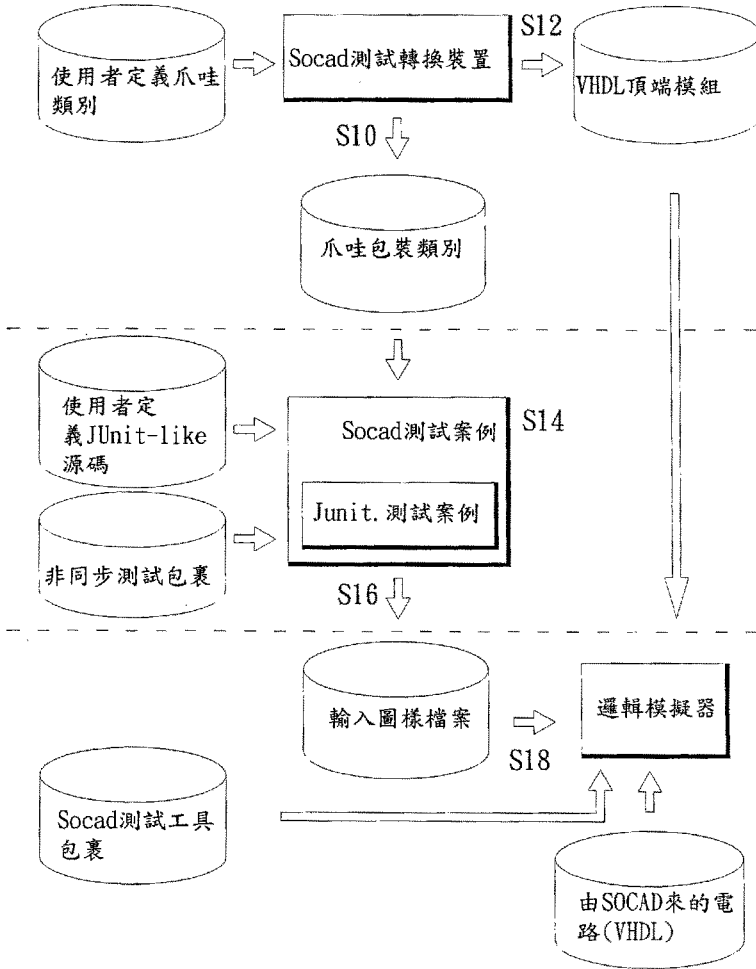 S12
使用者定義爪哇
類別
Socad測試轉換裝置
VHDL頂端模組
S10
爪哇包裝類別
使用者定
義JUnit-like
源碼
Socad測試案例
S14
Junit.測試案例
非同步測試包裹
S16
輸入圖樣檔案
邏輯模擬器
S18
Socad測試工具
包裹
由SOCAD來的電
路(VHDL)